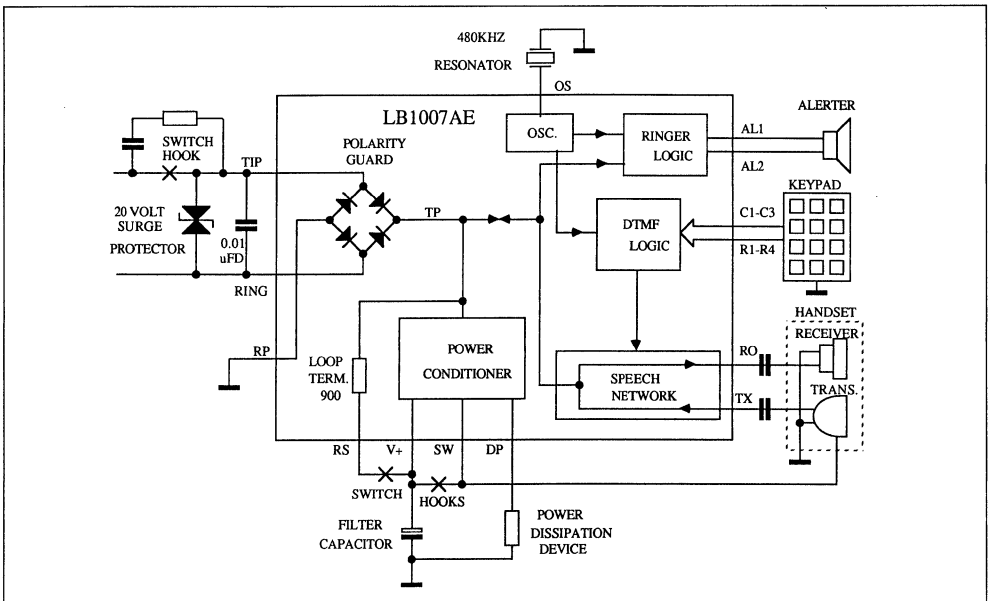 480KHZ
RESONATOR
OS
LB1007AE
ALERTER
SWITCH
HOOK
POLARITY
GUARD
OSC.
RINGER
LOGIC
AL1
AL2
TIP
KEYPAD
20 VOLT
SURGE
PROTECTOR
0.01
uFD
TP
DTMF
LOGIC
C1-C3
R1-R4
RING
HANDSET
RECEIVER
RP
LOOP
TERM.
900
POWER
CONDITIONER
SPEECH
NETWORK
RO
TX
TRANS.
RS
V+
SW
DP
SWITCH
HOOKS
FILTER
CAPACITOR
POWER
DISSIPATION
DEVICE